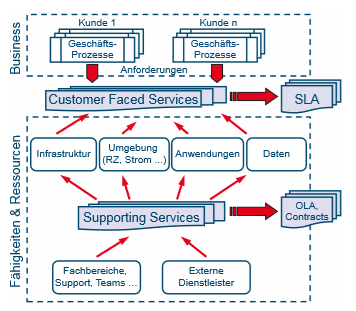 Business
Kunde 1
Kunde n
Geschäfts-
Prozesse
Geschäfts-
Prozesse
Anforderungen
Customer Faced Services
SLA
Fähigkeiten & Ressourcen
Infrastruktur
Umgebung
(RZ, Strom ...)
Anwendungen
Daten
Supporting Services
OLA,
Contracts
Fachbereiche,
Support, Teams ...
Externe
Dienstleister